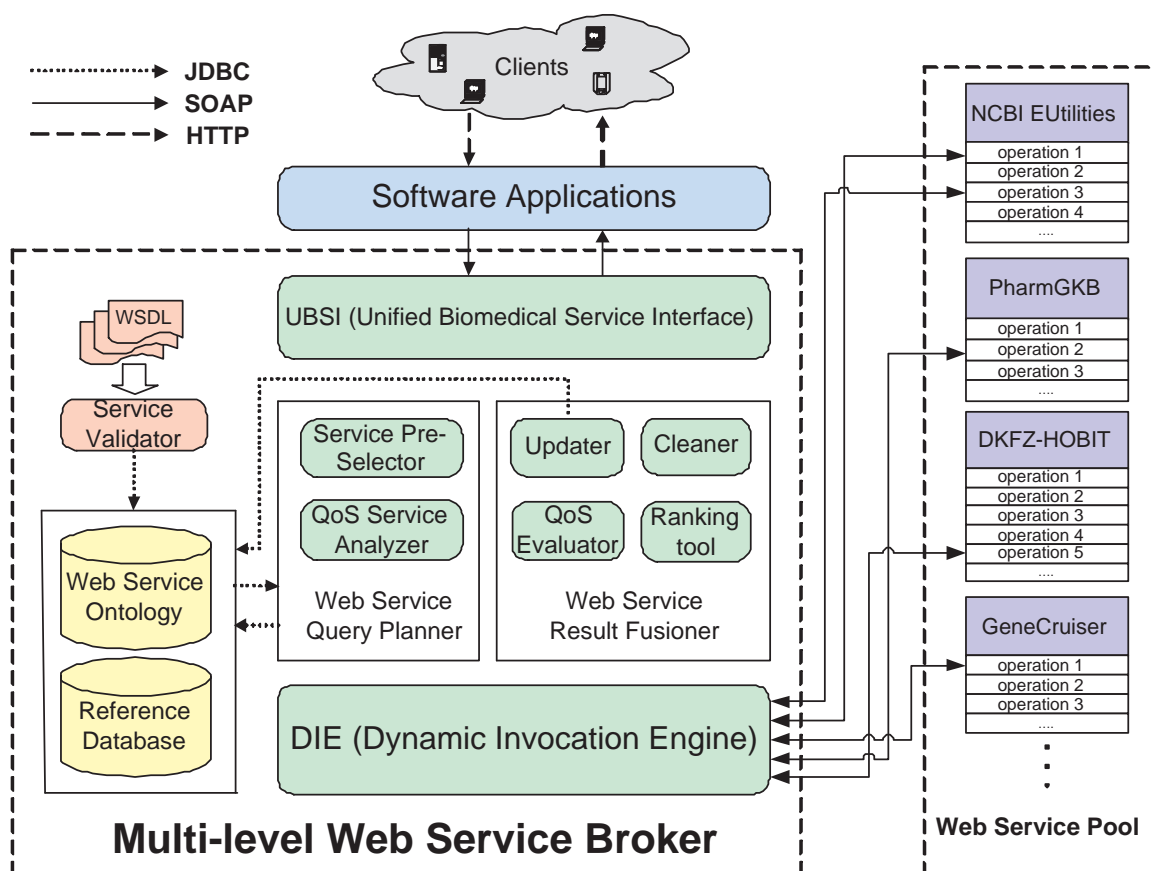 JDBC
SOAP
HTTP
Clients
Software Applications
UBSI (Unified Biomedical Service Interface)
WSDL
Service
Validator
Service Pre-
Selector
QoS Service
Analyzer
Web Service
Query Planner
Updater
Cleaner
QoS
Evaluator
Ranking
tool
Web Service
Result Fusioner
Web Service
Ontology
Reference
Database
DIE (Dynamic Invocation Engine)
Multi-level Web Service Broker
NCBI EUtilities
operation 1
operation 2
operation 3
operation 4
....
PharmGKB
operation 1
operation 2
operation 3
....
DKFZ-HOBIT
operation 1
operation 2
operation 3
operation 4
operation 5
....
GeneCruiser
operation 1
operation 2
operation 3
....
Web Service Pool